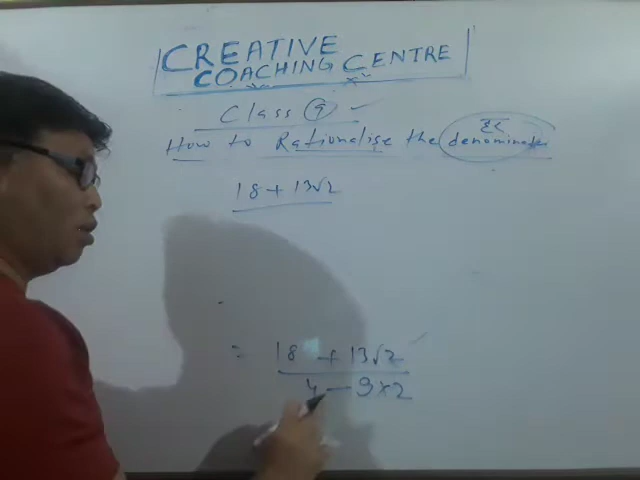 CREATIVE
COACHING CENTRE
Class 9
How to Rationalise the denominator
18 + 13√2
= 18 + 13√2
4 - 9×2